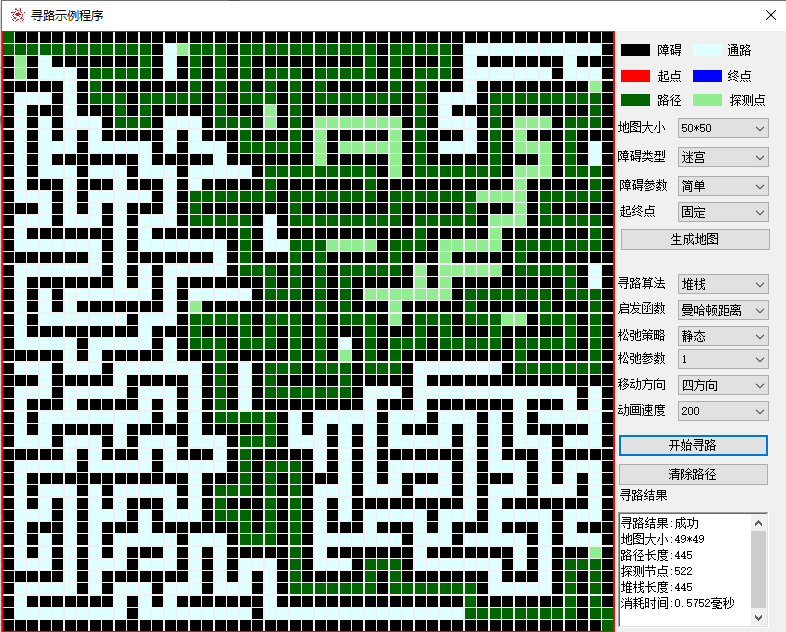 寻路示例程序
障碍 通路
起点 终点
路径 探测点
地图大小 50*50
障碍类型 迷宫
障碍参数 简单
起终点 固定
生成地图
寻路算法 堆栈
启发函数 曼哈顿距离
松弛策略 静态
松弛参数 1
移动方向 四方向
动画速度 200
开始寻路
清除路径
寻路结果
寻路结果:成功
地图大小:49*49
路径长度:445
探测节点:522
堆栈长度:445
消耗时间:0.5752毫秒